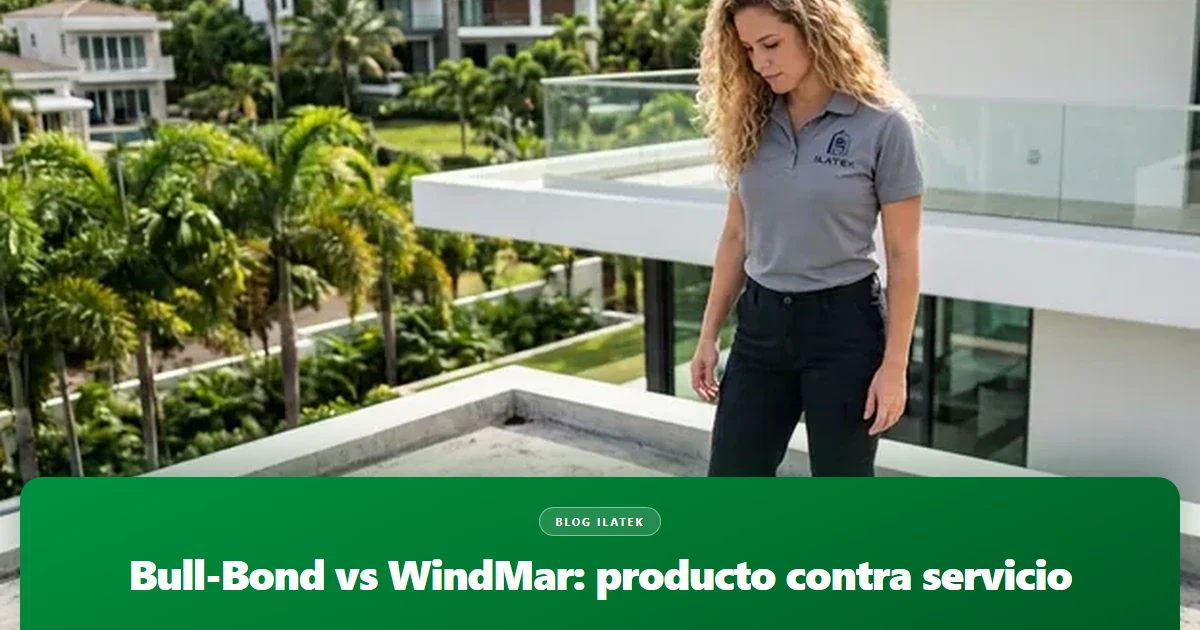 ILATEK
BLOG ILATEK
Bull-Bond vs WindMar: producto contra servicio